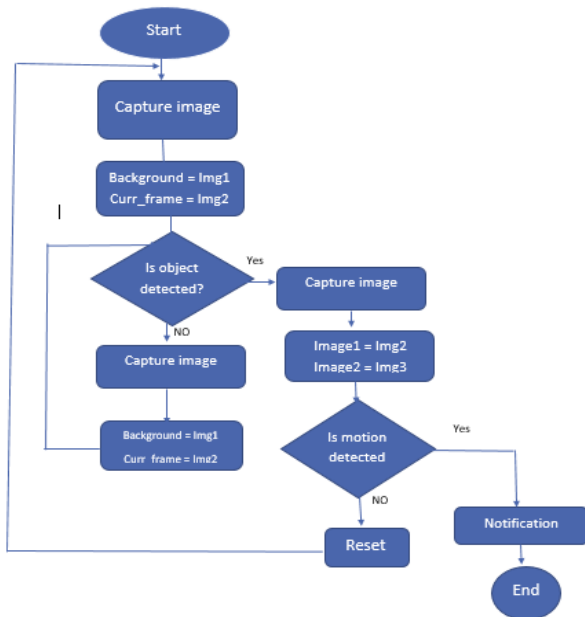 Start
Capture image
Background = Img1
Curr_frame = Img2
Is object
detected?
Yes
Capture image
NO
Capture image
Image1 = Img2
Image2 = Img3
Background = Img1
Curr_frame = Img2
Is motion
detected
Yes
NO
Reset
Notification
End